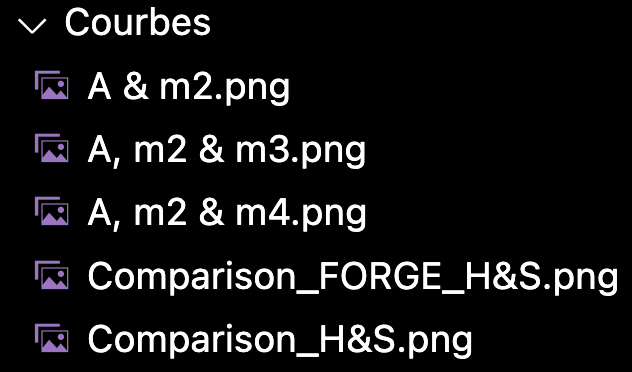 Courbes
A & m2.png
A, m2 & m3.png
A, m2 & m4.png
Comparison_FORGE_H&S.png
Comparison_H&S.png